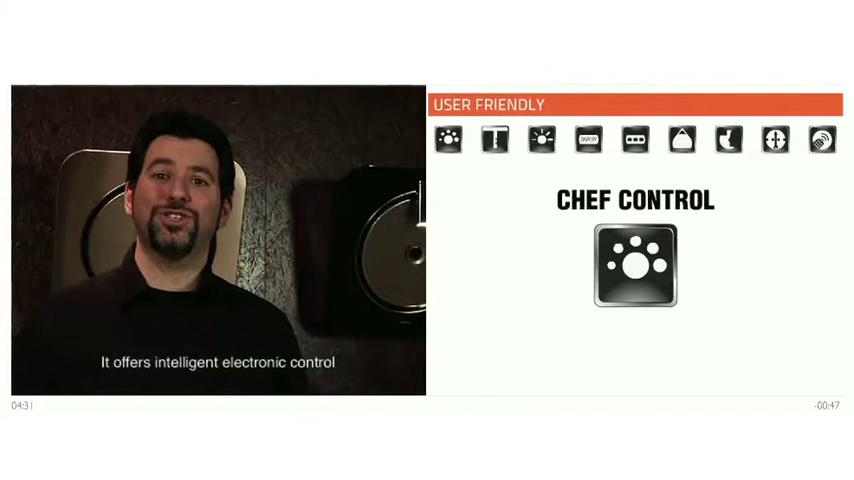 USER FRIENDLY
CHEF CONTROL
It offers intelligent electronic control
04:31
-00:47